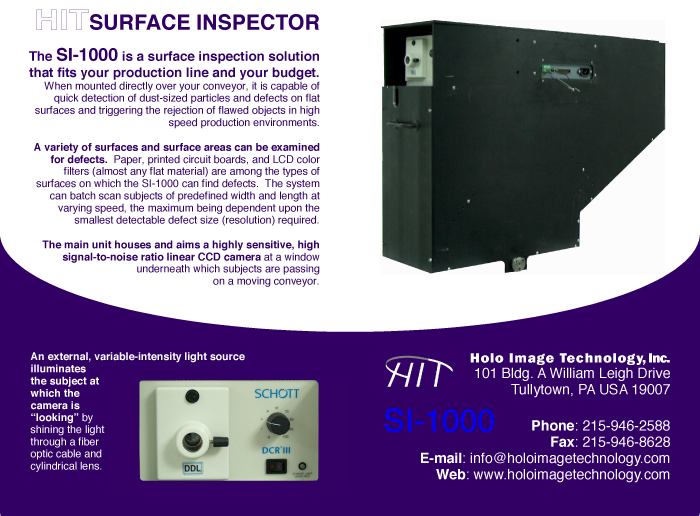 HIT SURFACE INSPECTOR
The SI-1000 is a surface inspection solution
that fits your production line and your budget.
When mounted directly over your conveyor, it is capable of
quick detection of dust-sized particles and defects on flat
surfaces and triggering the rejection of flawed objects in high
speed production environments.
A variety of surfaces and surface areas can be examined
for defects. Paper, printed circuit boards, and LCD color
filters (almost any flat material) are among the types of
surfaces on which the SI-1000 can find defects. The system
can batch scan subjects of predefined width and length at
varying speed, the maximum being dependent upon the
smallest detectable defect size (resolution) required.
The main unit houses and aims a highly sensitive, high
signal-to-noise ratio linear CCD camera at a window
underneath which subjects are passing
on a moving conveyor.
An external, variable-intensity light source
illuminates
the subject at
which the
camera is
“looking” by
shining the light
through a fiber
optic cable and
cylindrical lens.
SCHOTT
DCR III
DDL
HIT
Holo Image Technology, Inc.
101 Bldg. A William Leigh Drive
Tullytown, PA USA 19007
SI-1000
Phone: 215-946-2588
Fax: 215-946-8628
E-mail: info@holoimagetechnology.com
Web: www.holoimagetechnology.com